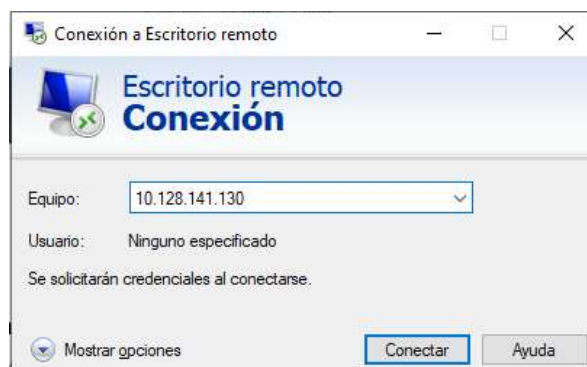 Conexión a Escritorio remoto
Escritorio remoto
Conexión
Equipo: 10.128.141.130
Usuario: Ninguno especificado
Se solicitarán credenciales al conectarse.
Mostrar opciones Conectar Ayuda